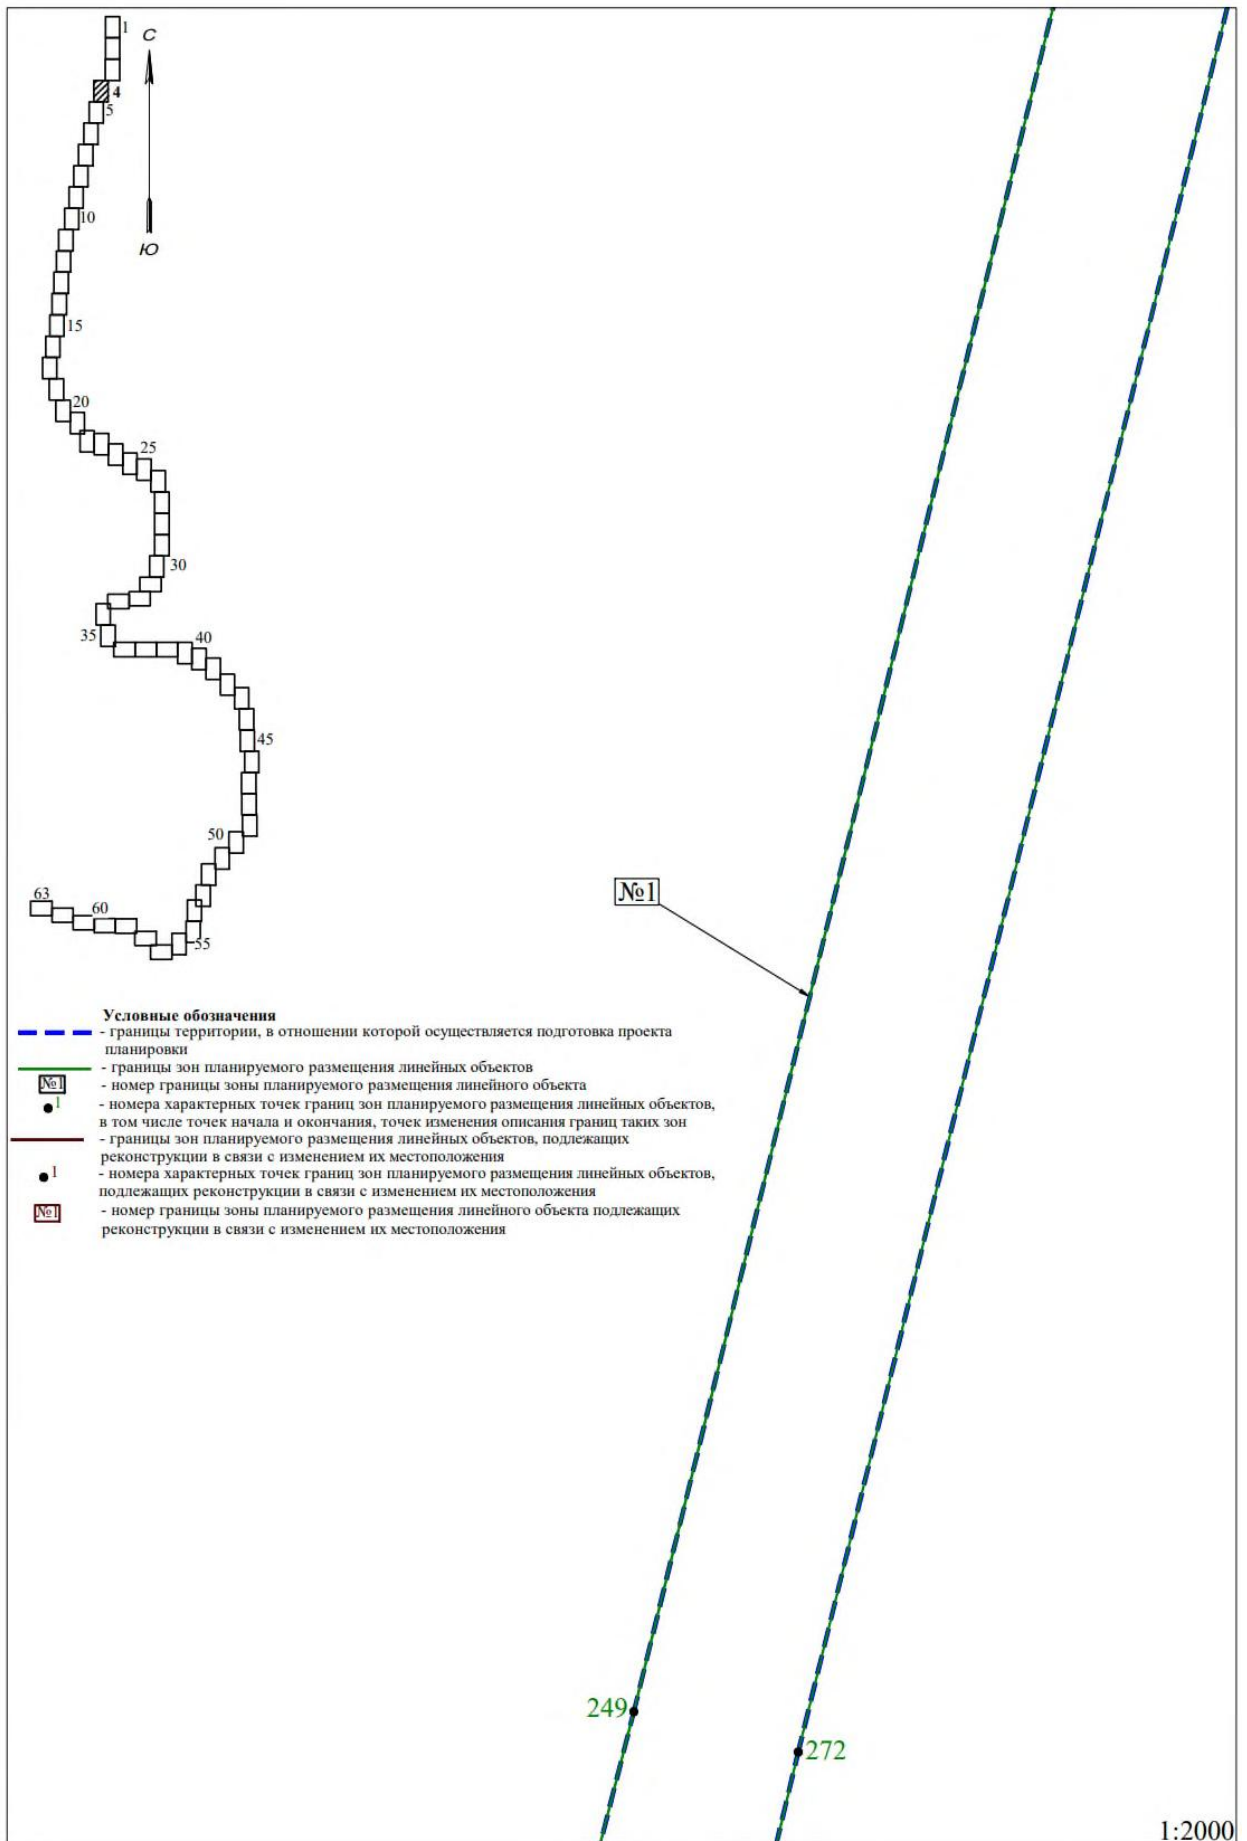 1
С
4
5
10
Ю
15
20
25
30
35
40
45
50
63
60
55
№1
Условные обозначения
- границы территории, в отношении которой осуществляется подготовка проекта
планировки
- границы зон планируемого размещения линейных объектов
№1 - номер границы зоны планируемого размещения линейного объекта
1 - номера характерных точек границ зон планируемого размещения линейных объектов,
в том числе точек начала и окончания, точек изменения описания границ таких зон
- границы зон планируемого размещения линейных объектов, подлежащих
реконструкции в связи с изменением их местоположения
1 - номера характерных точек границ зон планируемого размещения линейных объектов,
подлежащих реконструкции в связи с изменением их местоположения
№1 - номер границы зоны планируемого размещения линейного объекта подлежащих
реконструкции в связи с изменением их местоположения
249
272
1:2000